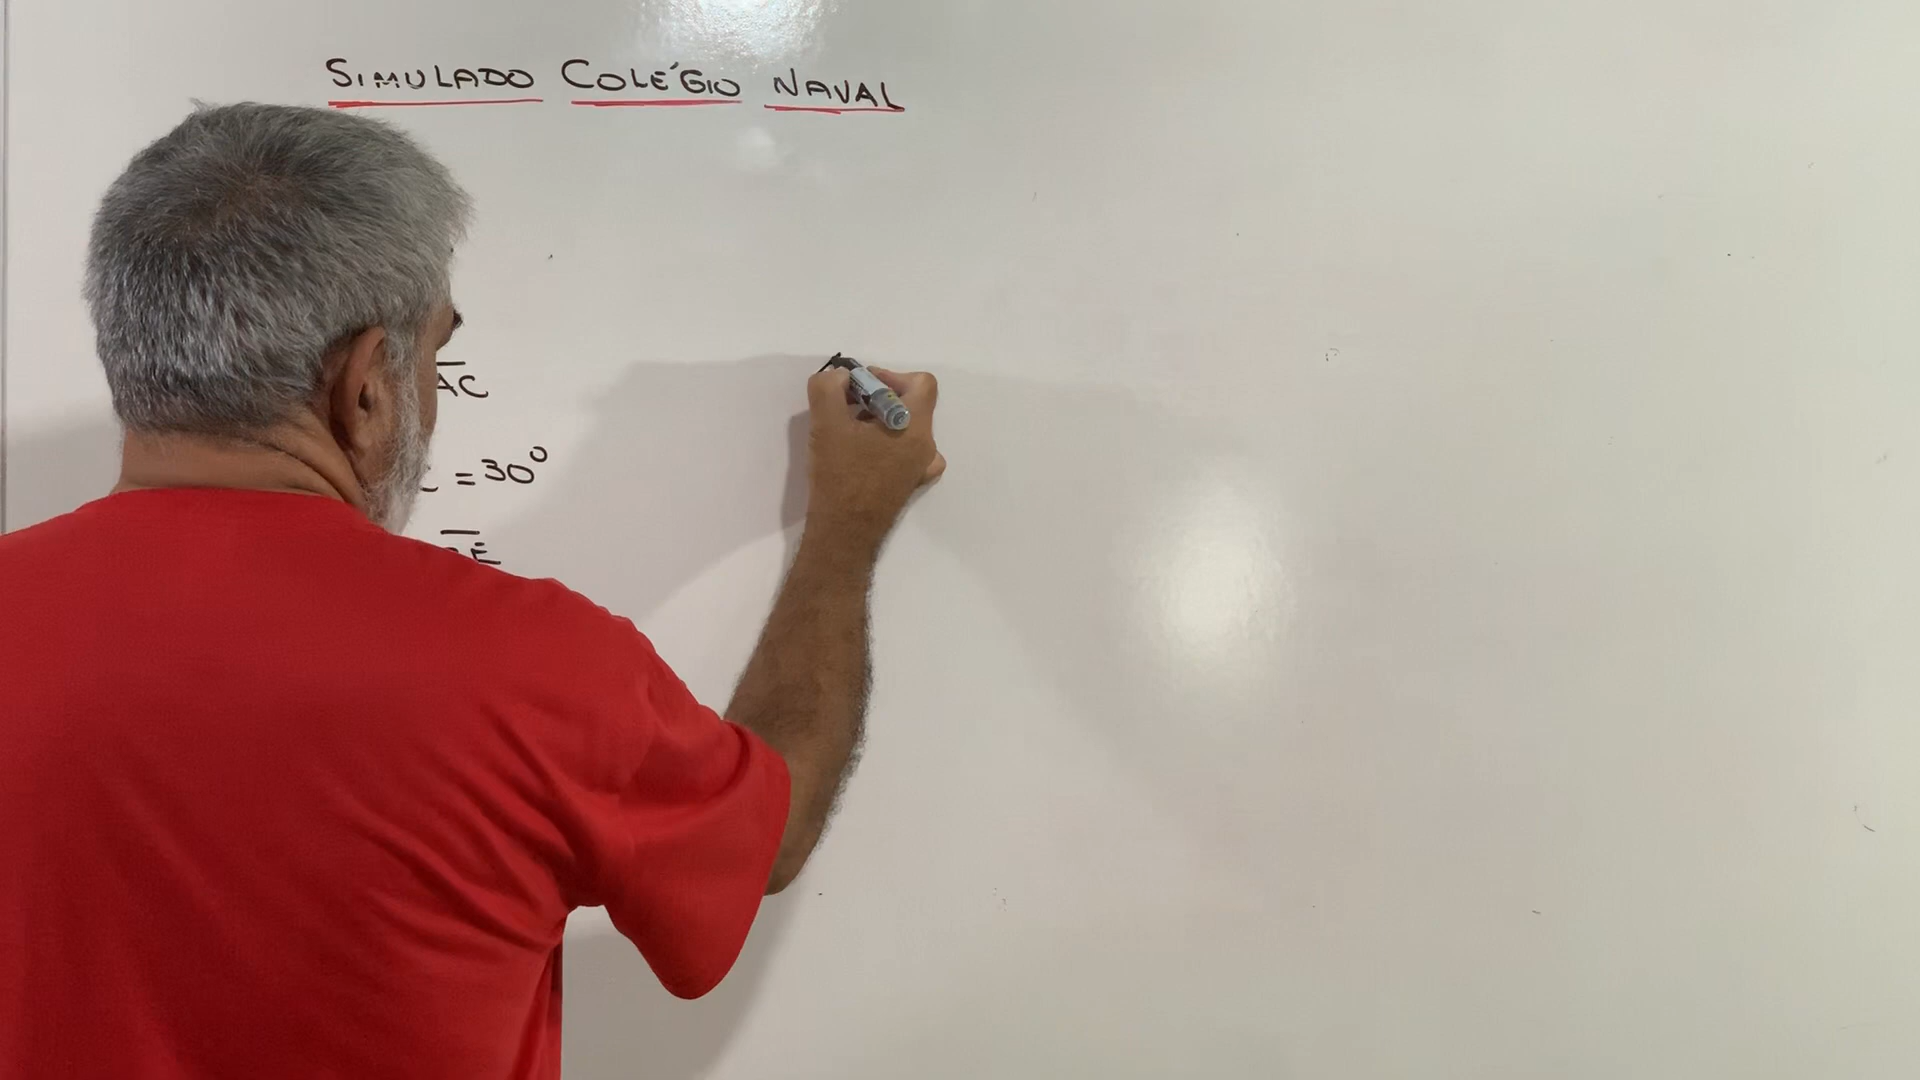 SIMULADO COLÉGIO NAVAL
AC
= 30°